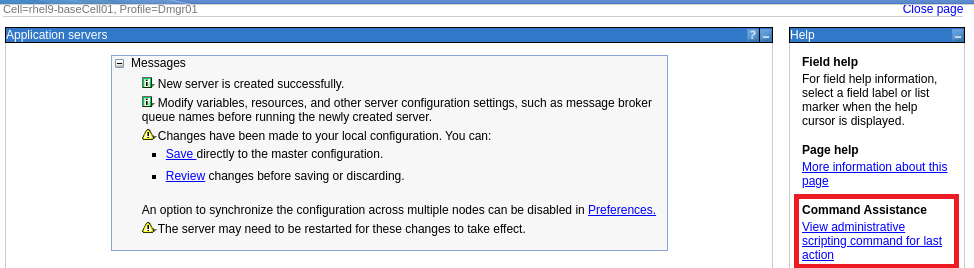 Cell=rhel9-baseCell01, Profile=Dmgr01
Close page
Application servers
?
Messages
New server is created successfully.
Modify variables, resources, and other server configuration settings, such as message broker
queue names before running the newly created server.
Changes have been made to your local configuration. You can:
Save directly to the master configuration.
Review changes before saving or discarding.
An option to synchronize the configuration across multiple nodes can be disabled in Preferences.
The server may need to be restarted for these changes to take effect.
Help
Field help
For field help information,
select a field label or list
marker when the help
cursor is displayed.
Page help
More information about this
page
Command Assistance
View administrative
scripting command for last
action